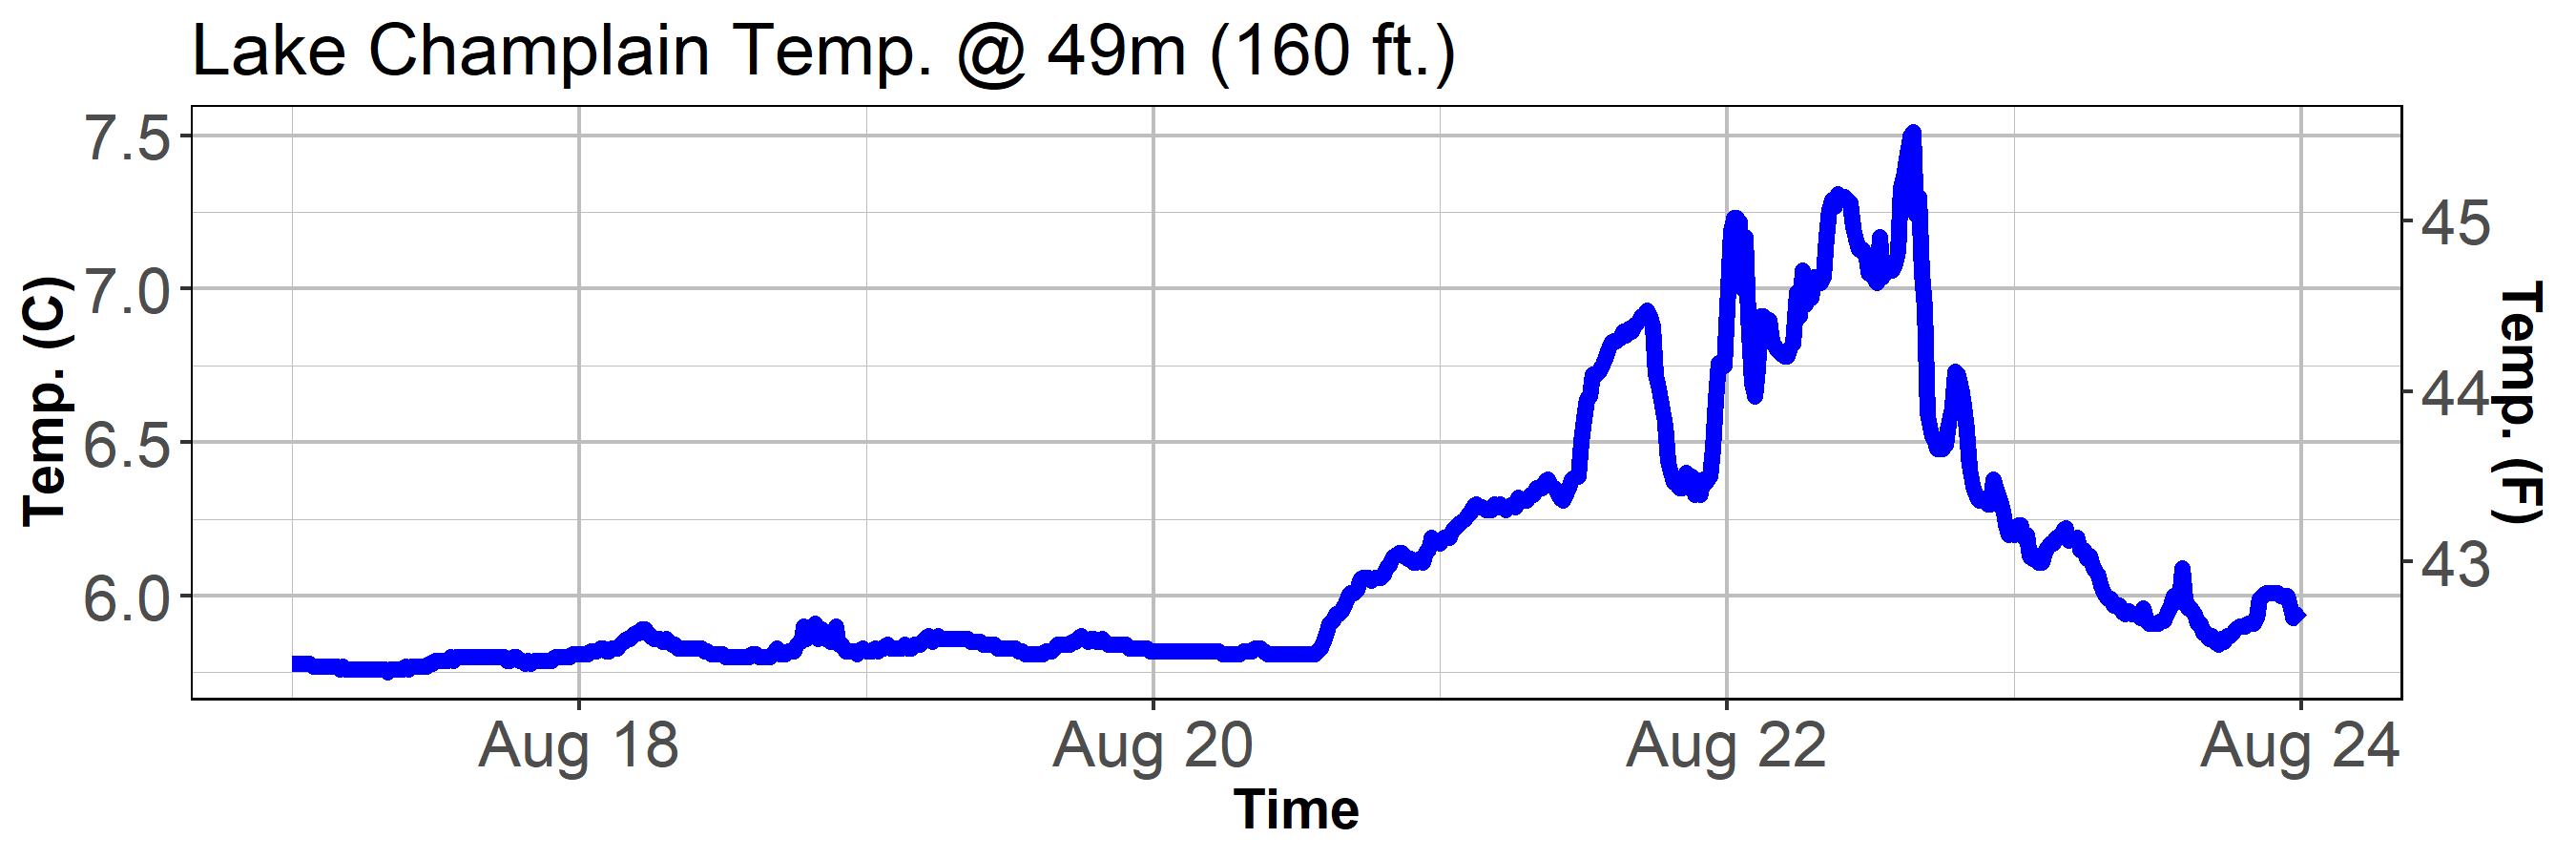 Lake Champlain Temp. @ 49m (160 ft.)
7.5
7.0
6.5
6.0
Temp. (C)
45
44
43
Temp. (F)
Aug 18 Aug 20 Aug 22 Aug 24
Time